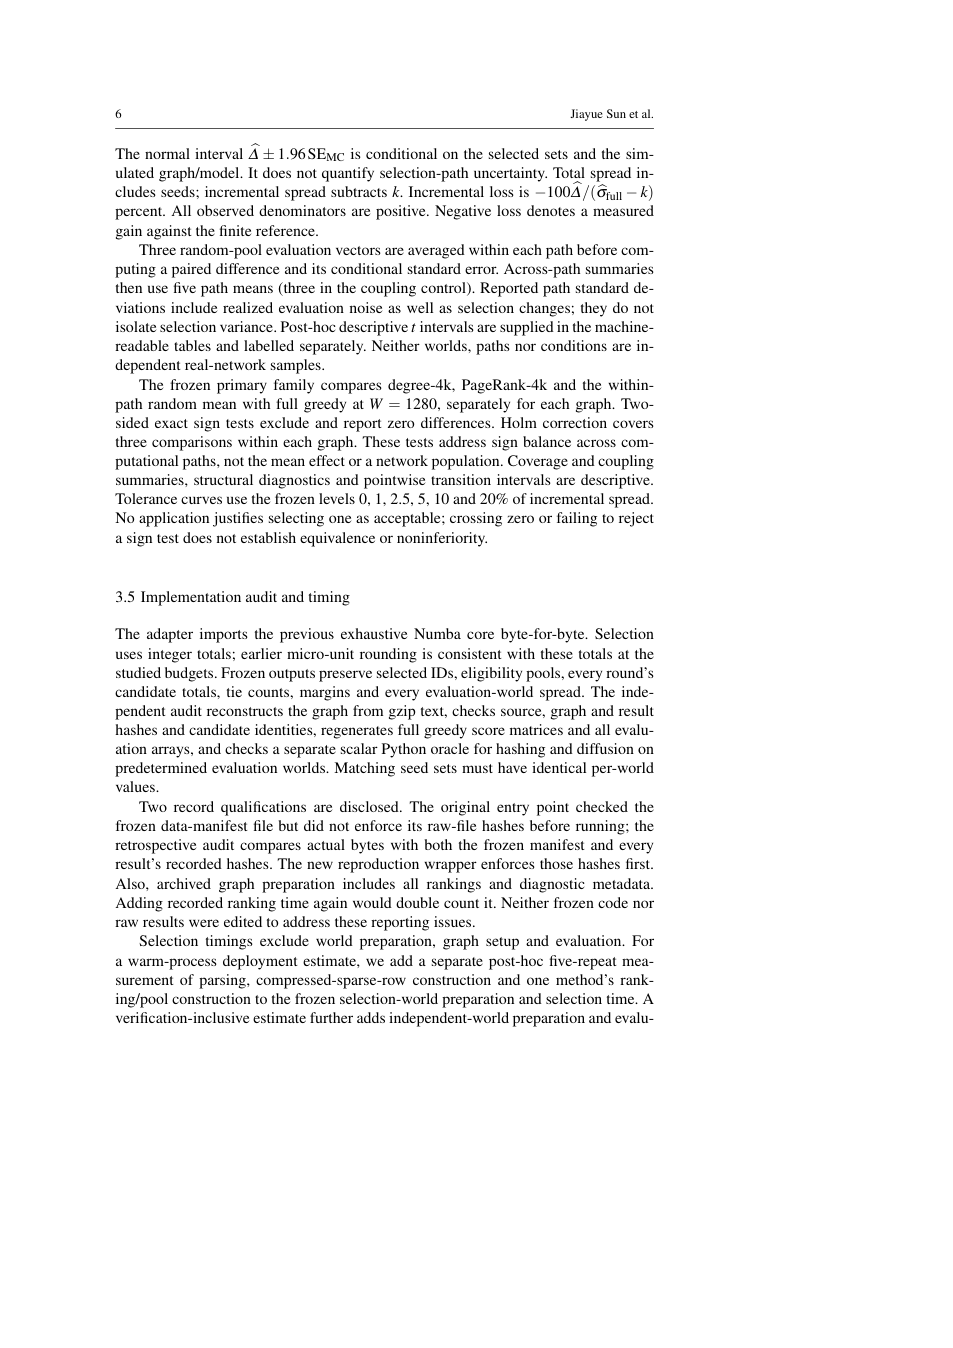 6
Jiayue Sun et al.
The normal interval Δ̂ ± 1.96 SE_MC is conditional on the selected sets and the sim-
ulated graph/model. It does not quantify selection-path uncertainty. Total spread in-
cludes seeds; incremental spread subtracts k. Incremental loss is −100Δ̂/(σ̂_full − k)
percent. All observed denominators are positive. Negative loss denotes a measured
gain against the finite reference.
Three random-pool evaluation vectors are averaged within each path before com-
puting a paired difference and its conditional standard error. Across-path summaries
then use five path means (three in the coupling control). Reported path standard de-
viations include realized evaluation noise as well as selection changes; they do not
isolate selection variance. Post-hoc descriptive t intervals are supplied in the machine-
readable tables and labelled separately. Neither worlds, paths nor conditions are in-
dependent real-network samples.
The frozen primary family compares degree-4k, PageRank-4k and the within-
path random mean with full greedy at W = 1280, separately for each graph. Two-
sided exact sign tests exclude and report zero differences. Holm correction covers
three comparisons within each graph. These tests address sign balance across com-
putational paths, not the mean effect or a network population. Coverage and coupling
summaries, structural diagnostics and pointwise transition intervals are descriptive.
Tolerance curves use the frozen levels 0, 1, 2.5, 5, 10 and 20% of incremental spread.
No application justifies selecting one as acceptable; crossing zero or failing to reject
a sign test does not establish equivalence or noninferiority.
3.5 Implementation audit and timing
The adapter imports the previous exhaustive Numba core byte-for-byte. Selection
uses integer totals; earlier micro-unit rounding is consistent with these totals at the
studied budgets. Frozen outputs preserve selected IDs, eligibility pools, every round's
candidate totals, tie counts, margins and every evaluation-world spread. The inde-
pendent audit reconstructs the graph from gzip text, checks source, graph and result
hashes and candidate identities, regenerates full greedy score matrices and all evalu-
ation arrays, and checks a separate scalar Python oracle for hashing and diffusion on
predetermined evaluation worlds. Matching seed sets must have identical per-world
values.
Two record qualifications are disclosed. The original entry point checked the
frozen data-manifest file but did not enforce its raw-file hashes before running; the
retrospective audit compares actual bytes with both the frozen manifest and every
result's recorded hashes. The new reproduction wrapper enforces those hashes first.
Also, archived graph preparation includes all rankings and diagnostic metadata.
Adding recorded ranking time again would double count it. Neither frozen code nor
raw results were edited to address these reporting issues.
Selection timings exclude world preparation, graph setup and evaluation. For
a warm-process deployment estimate, we add a separate post-hoc five-repeat mea-
surement of parsing, compressed-sparse-row construction and one method's rank-
ing/pool construction to the frozen selection-world preparation and selection time. A
verification-inclusive estimate further adds independent-world preparation and evalu-